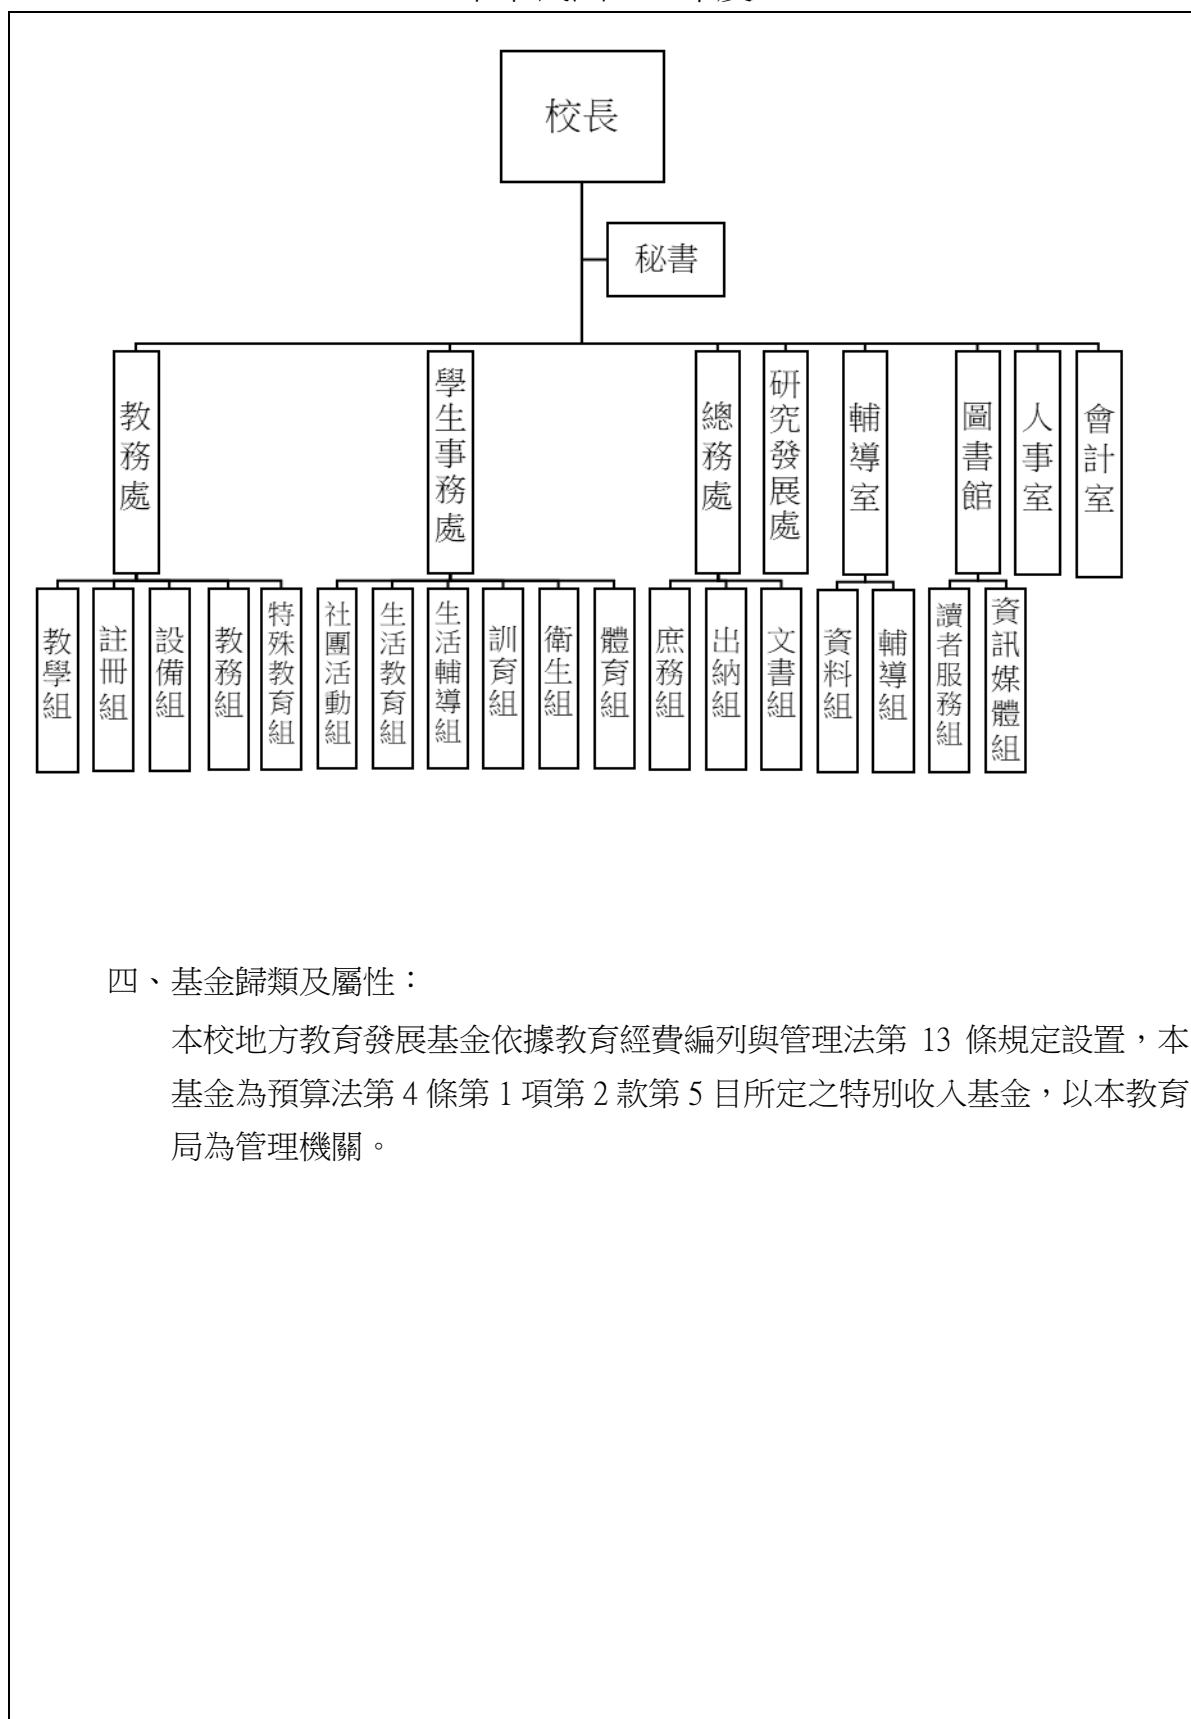 校長
秘書
教務處
學生事務處
總務處
研究發展處
輔導室
圖書館
人事室
會計室
教學組
註冊組
設備組
教務組
特殊教育組
社團活動組
生活教育組
生活輔導組
訓育組
衛生組
體育組
庶務組
出納組
文書組
資料組
輔導組
讀者服務組
資訊媒體組
四、基金歸類及屬性：
本校地方教育發展基金依據教育經費編列與管理法第 13 條規定設置，本
基金為預算法第 4 條第 1 項第 2 款第 5 目所定之特別收入基金，以本教育
局為管理機關。